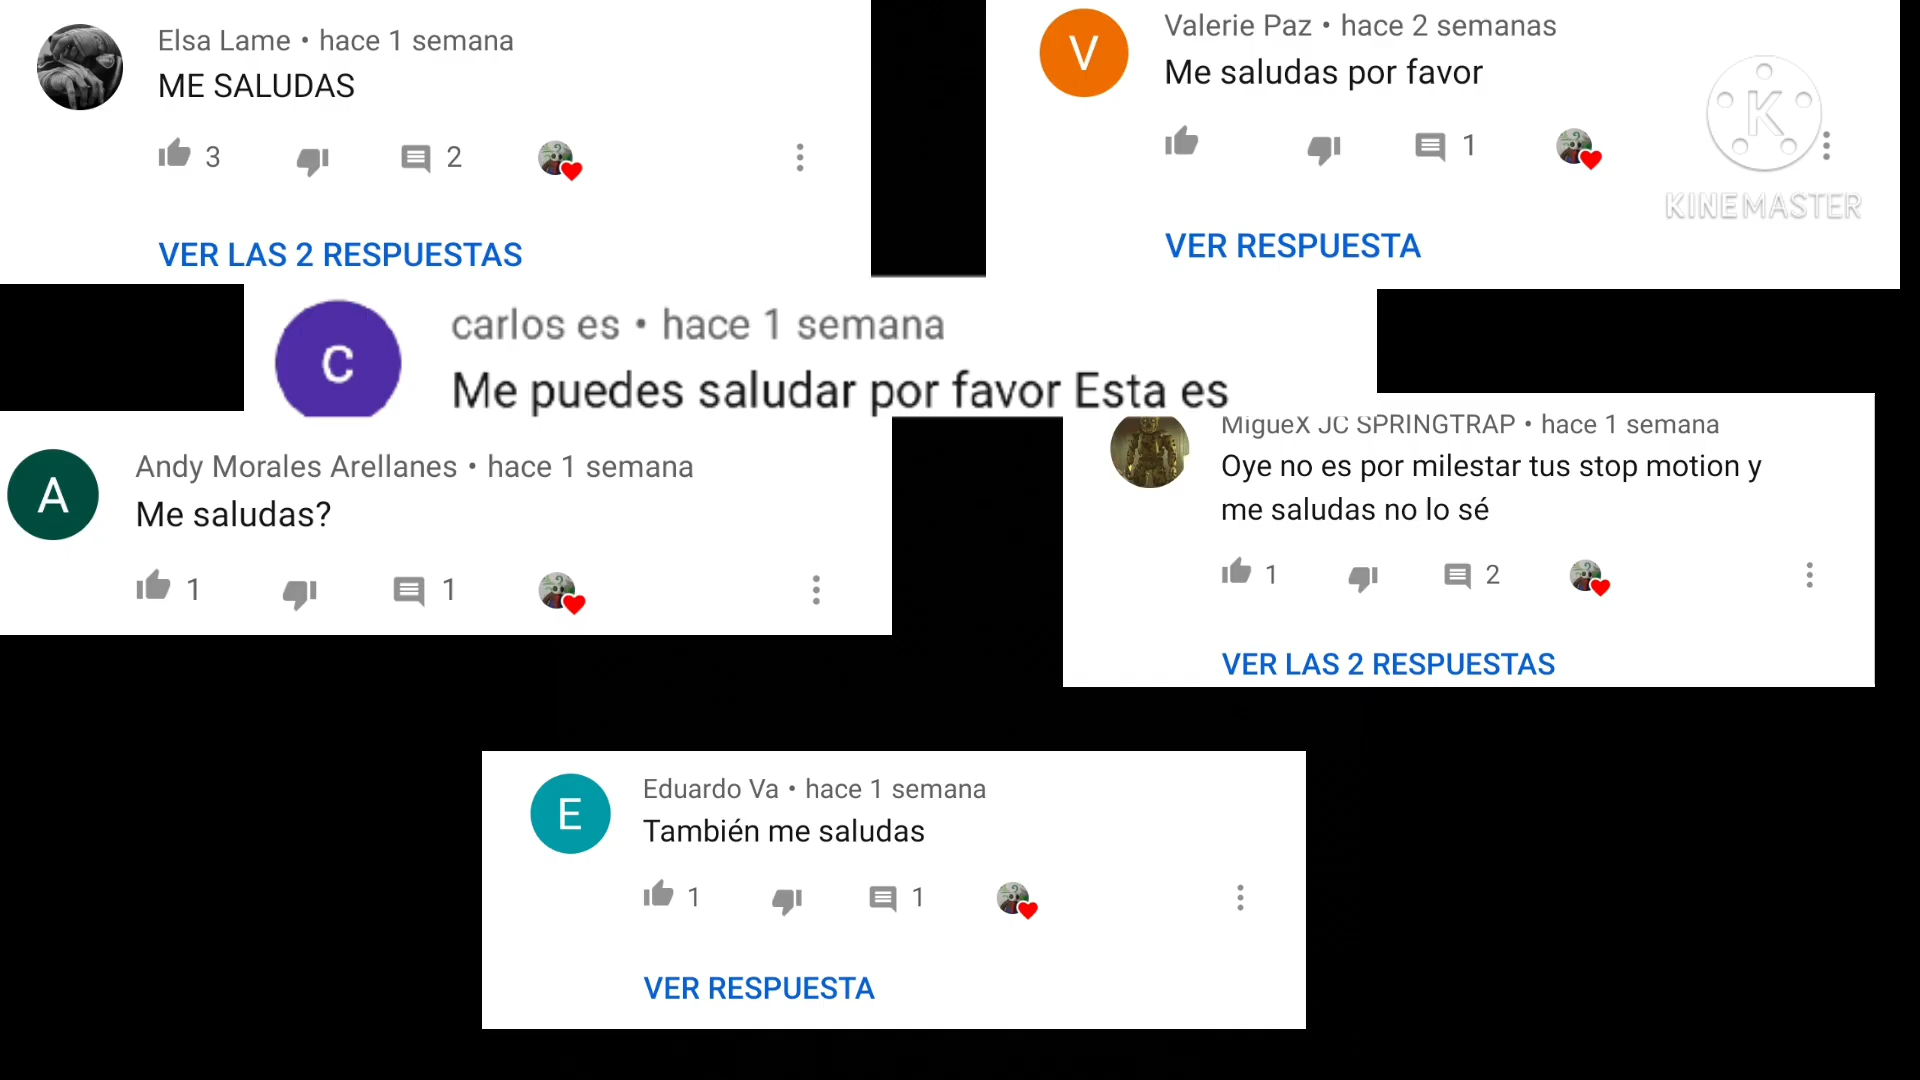 Elsa Lame • hace 1 semana
ME SALUDAS
3
2
VER LAS 2 RESPUESTAS
V
Valerie Paz • hace 2 semanas
Me saludas por favor
1
VER RESPUESTA
K
KINEMASTER
C
carlos es • hace 1 semana
Me puedes saludar por favor Esta es
A
Andy Morales Arellanes • hace 1 semana
Me saludas?
1
1
MigueX JC SPRINGTRAP • hace 1 semana
Oye no es por milestar tus stop motion y
me saludas no lo sé
1
2
VER LAS 2 RESPUESTAS
E
Eduardo Va • hace 1 semana
También me saludas
1
1
VER RESPUESTA